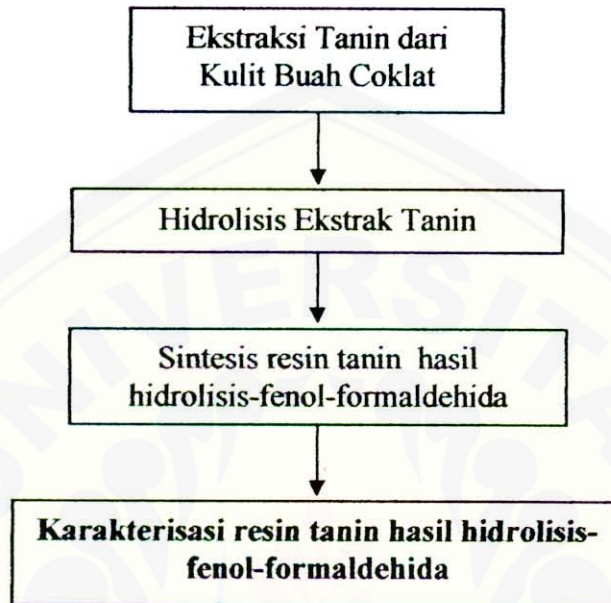 Ekstraksi Tanin dari
Kulit Buah Coklat
Hidrolisis Ekstrak Tanin
Sintesis resin tanin hasil
hidrolisis-fenol-formaldehida
Karakterisasi resin tanin hasil hidrolisis-
fenol-formaldehida